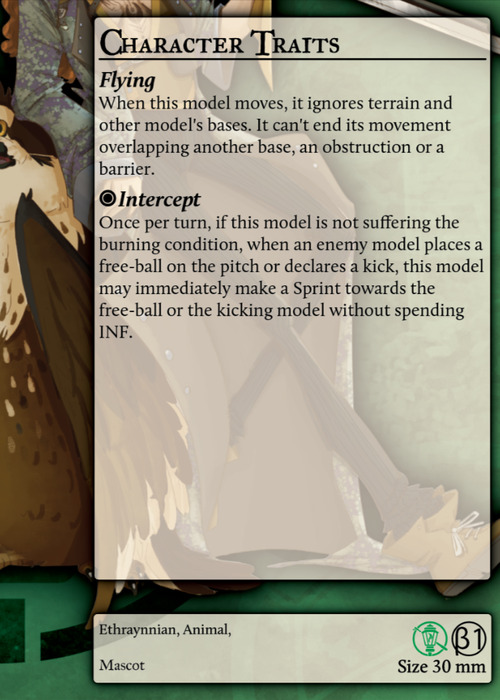 Character Traits
Flying
When this model moves, it ignores terrain and
other model's bases. It can't end its movement
overlapping another base, an obstruction or a
barrier.
Intercept
Once per turn, if this model is not suffering the
burning condition, when an enemy model places a
free-ball on the pitch or declares a kick, this model
may immediately make a Sprint towards the
free-ball or the kicking model without spending
INF.
Ethraynnian, Animal,
β1
Mascot
Size 30 mm